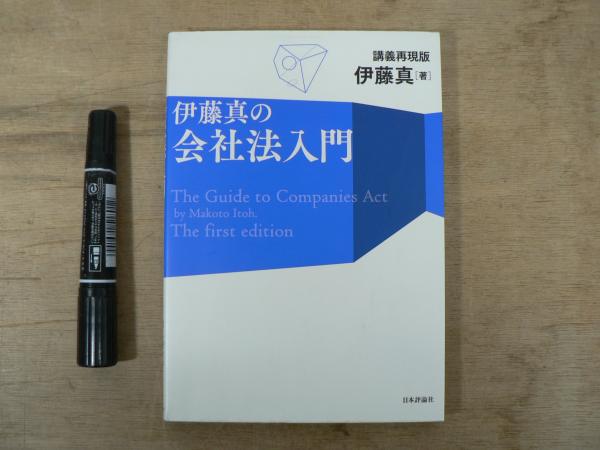 講義再現版
伊藤真[著]
伊藤真の
会社法入門
The Guide to Companies Act
by Makoto Itoh.
The first edition
日本評論社